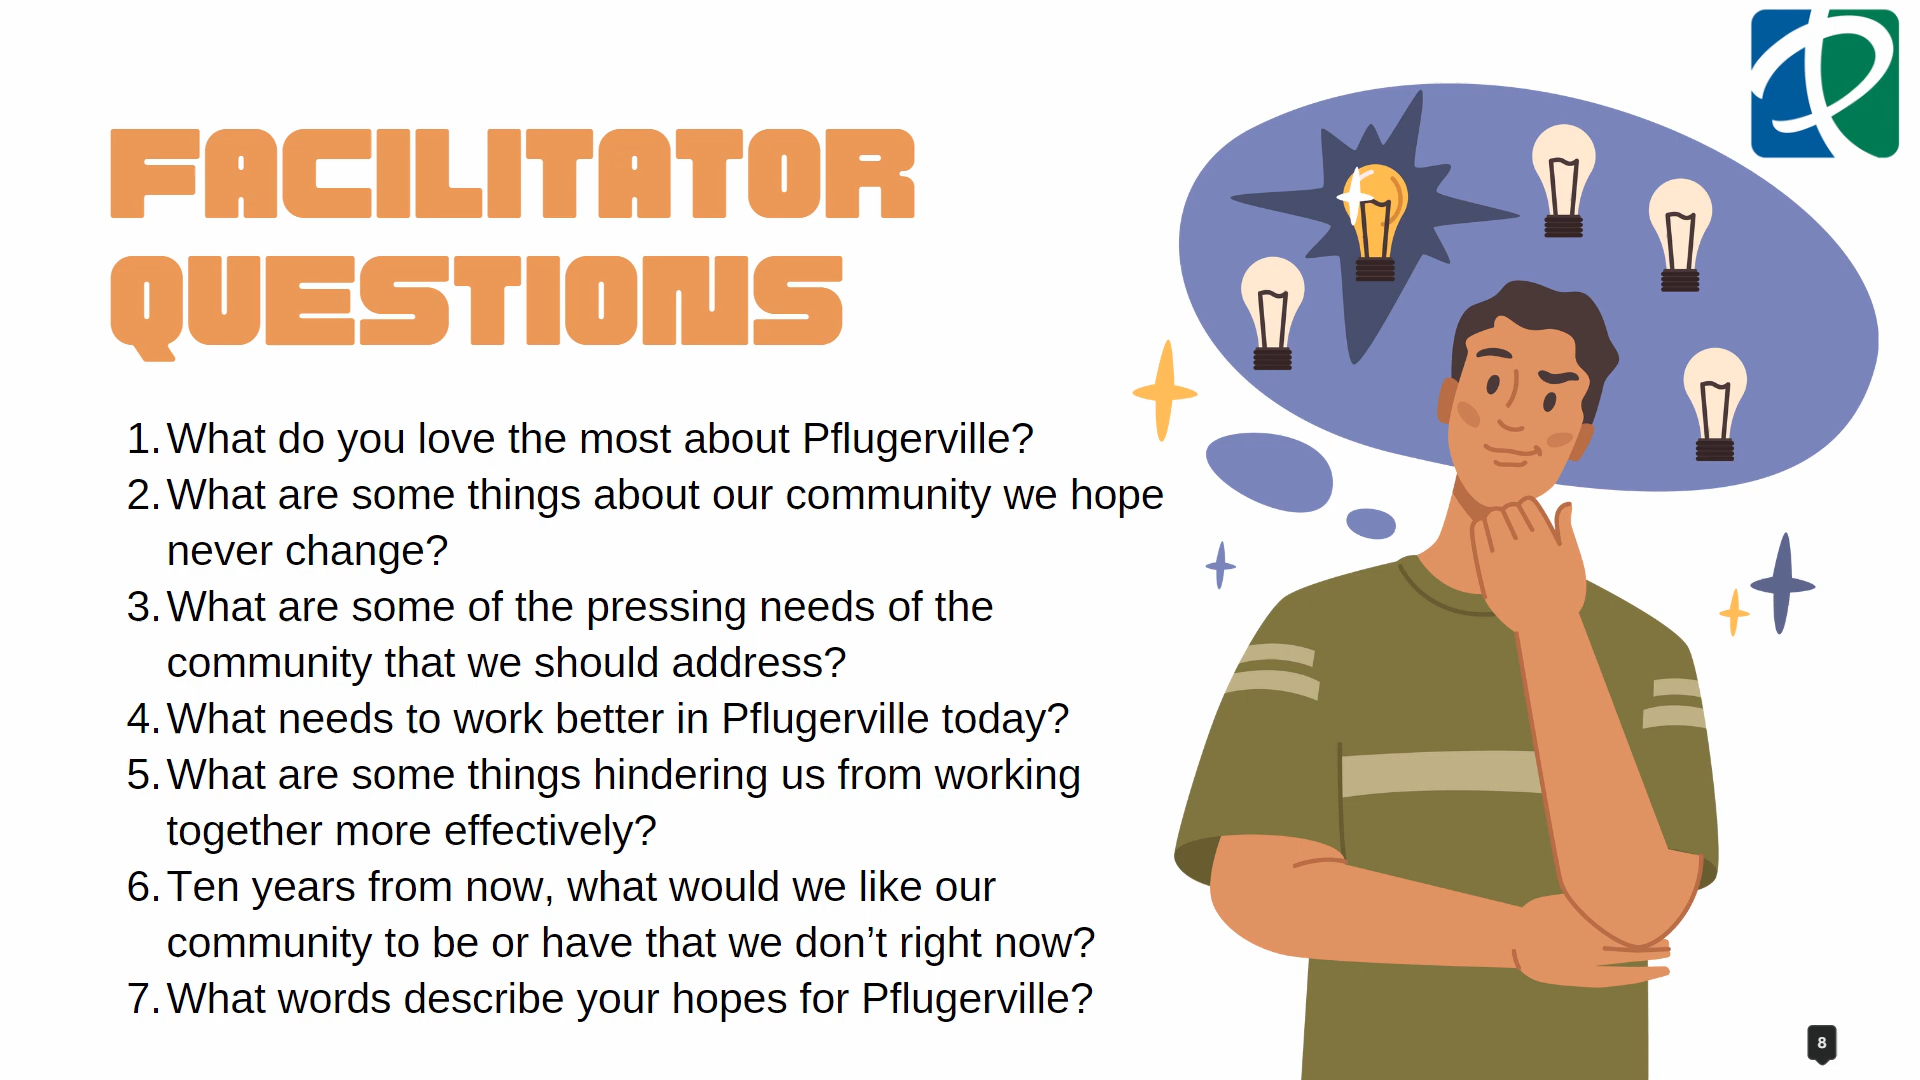 FACILITATOR
QUESTIONS
1. What do you love the most about Pflugerville?
2. What are some things about our community we hope
never change?
3. What are some of the pressing needs of the
community that we should address?
4. What needs to work better in Pflugerville today?
5. What are some things hindering us from working
together more effectively?
6. Ten years from now, what would we like our
community to be or have that we don’t right now?
7. What words describe your hopes for Pflugerville?
8